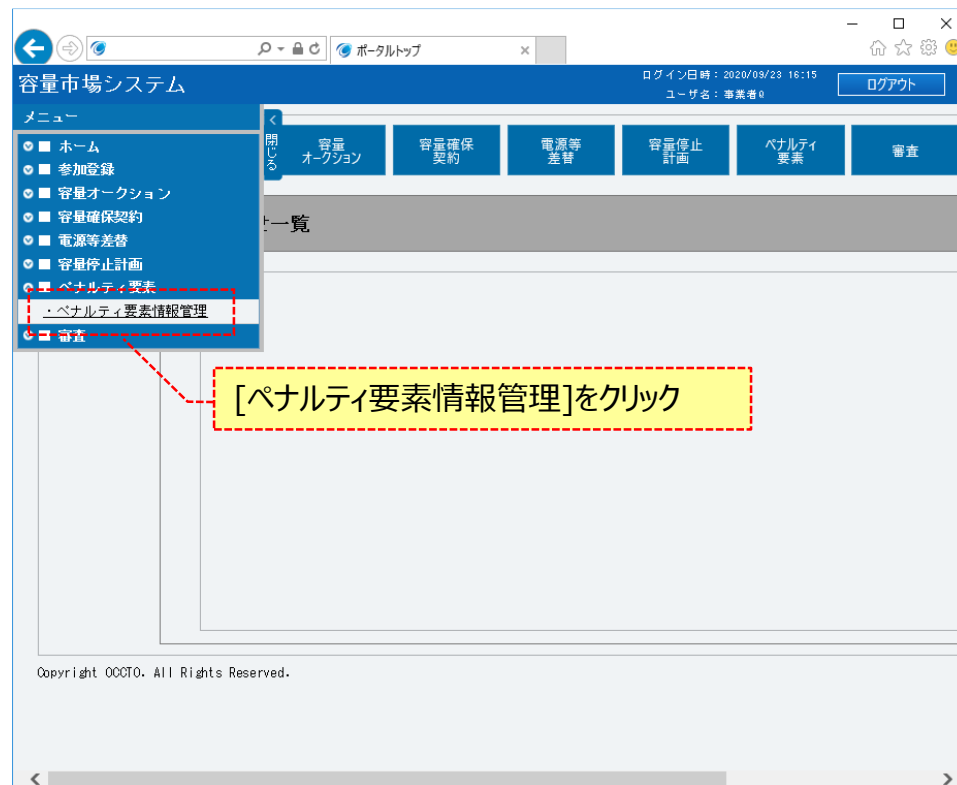 ポータルトップ
容量市場システム
ログイン日時：2020/09/23 16:15
ユーザ名：事業者0
ログアウト
メニュー
閉じる
ホーム
参加登録
容量オークション
容量確保契約
電源等差替
容量停止計画
ペナルティ要素
・ペナルティ要素情報管理
審査
容量
オークション
容量確保
契約
電源等
差替
容量停止
計画
ペナルティ
要素
審査
一覧
[ペナルティ要素情報管理]をクリック
Copyright OCCTO. All Rights Reserved.